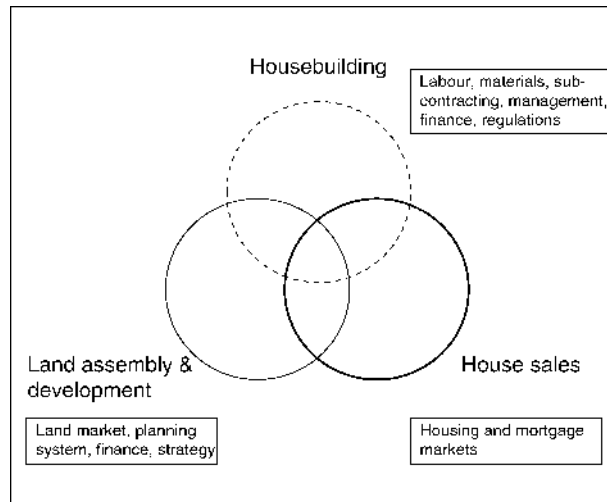 Housebuilding
Labour, materials, sub-
contracting, management,
finance, regulations
Land assembly &
development
House sales
Land market, planning
system, finance, strategy
Housing and mortgage
markets